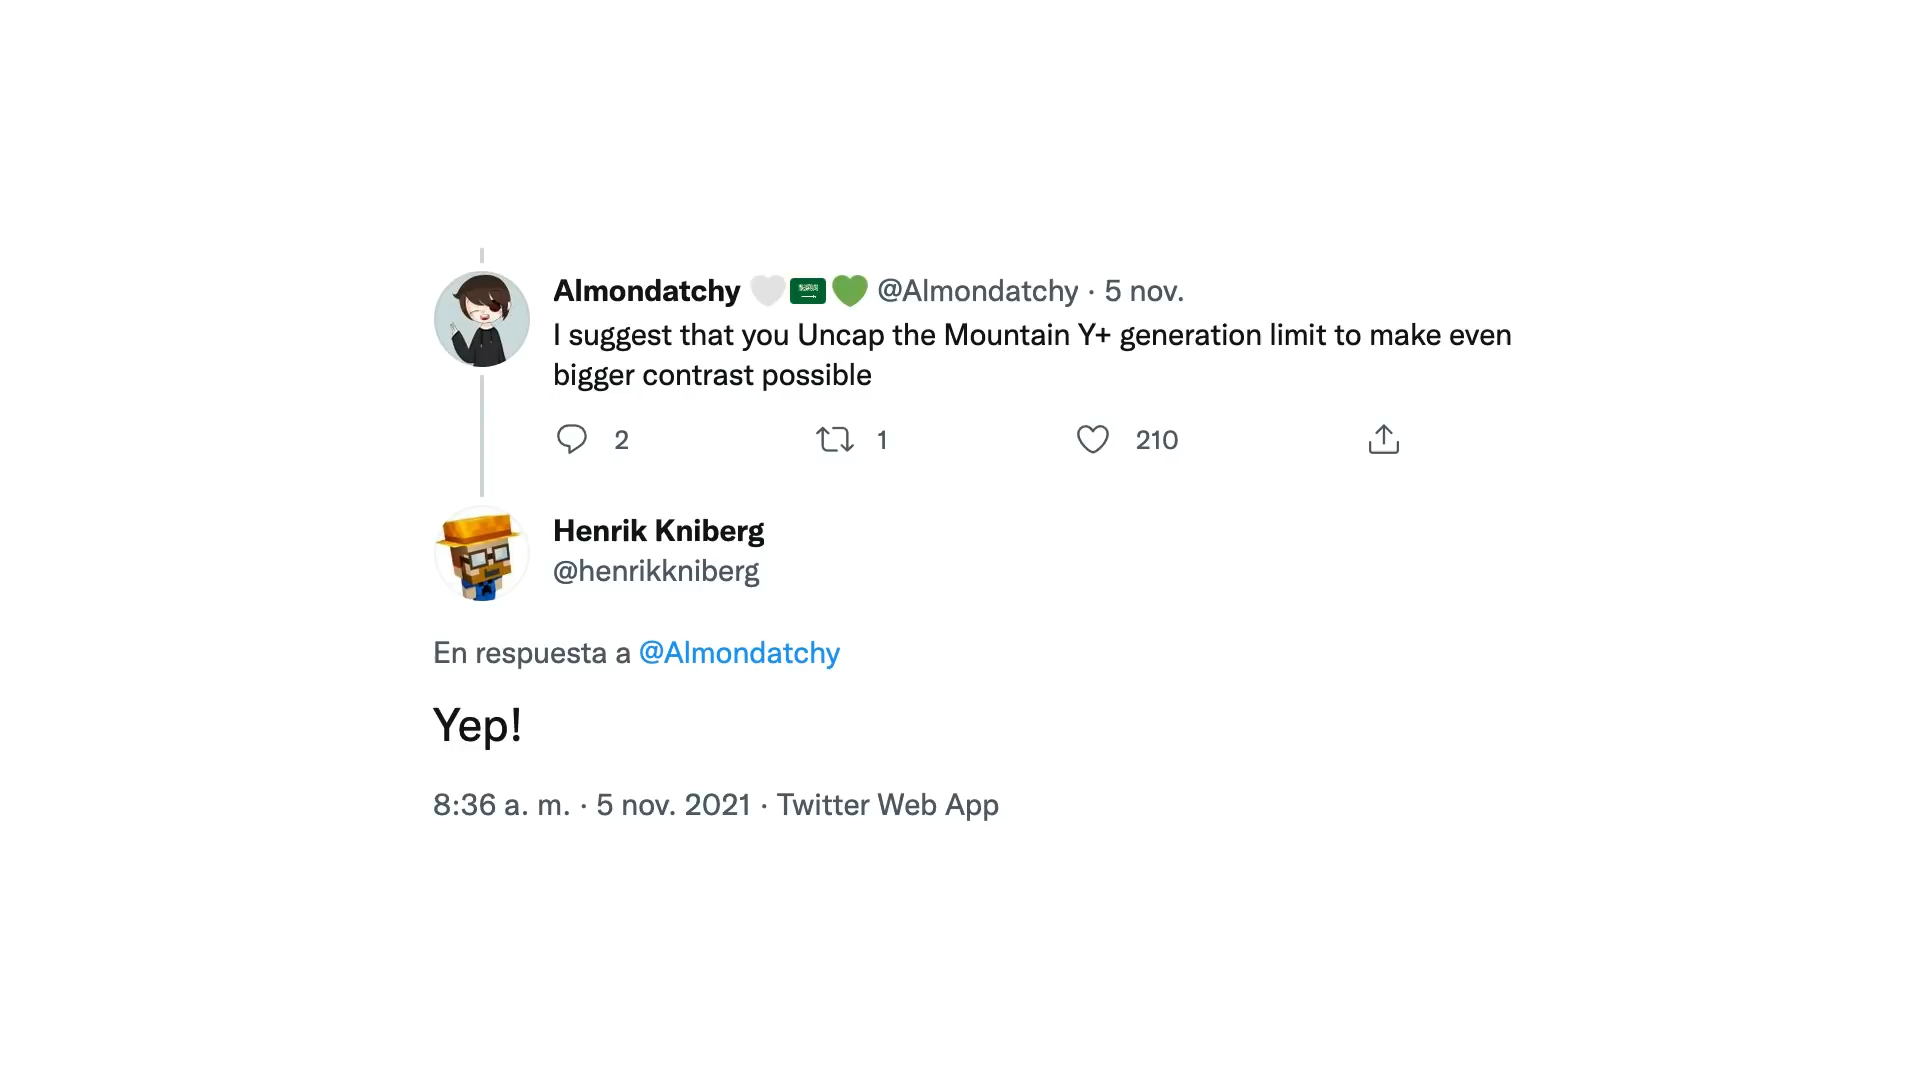 Almondatchy 🤍🇸🇦💚 @Almondatchy · 5 nov.
I suggest that you Uncap the Mountain Y+ generation limit to make even
bigger contrast possible
2 1 210
Henrik Kniberg
@henrikkniberg
En respuesta a @Almondatchy
Yep!
8:36 a. m. · 5 nov. 2021 · Twitter Web App